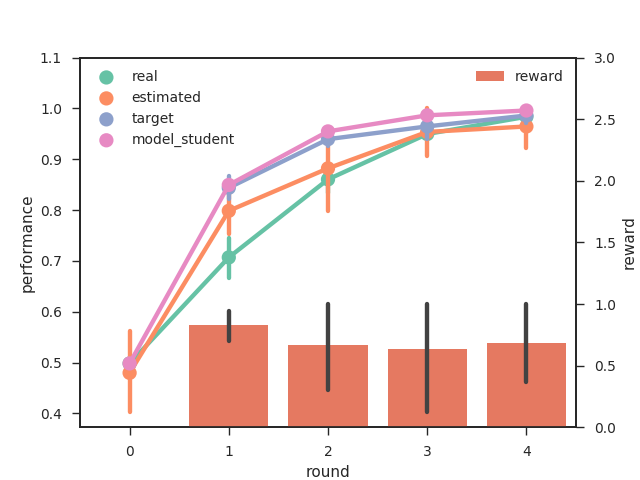 1.1
1.0
0.9
0.8
0.7
0.6
0.5
0.4
performance
real
estimated
target
model_student
reward
3.0
2.5
2.0
1.5
1.0
0.5
0.0
reward
0 1 2 3 4
round